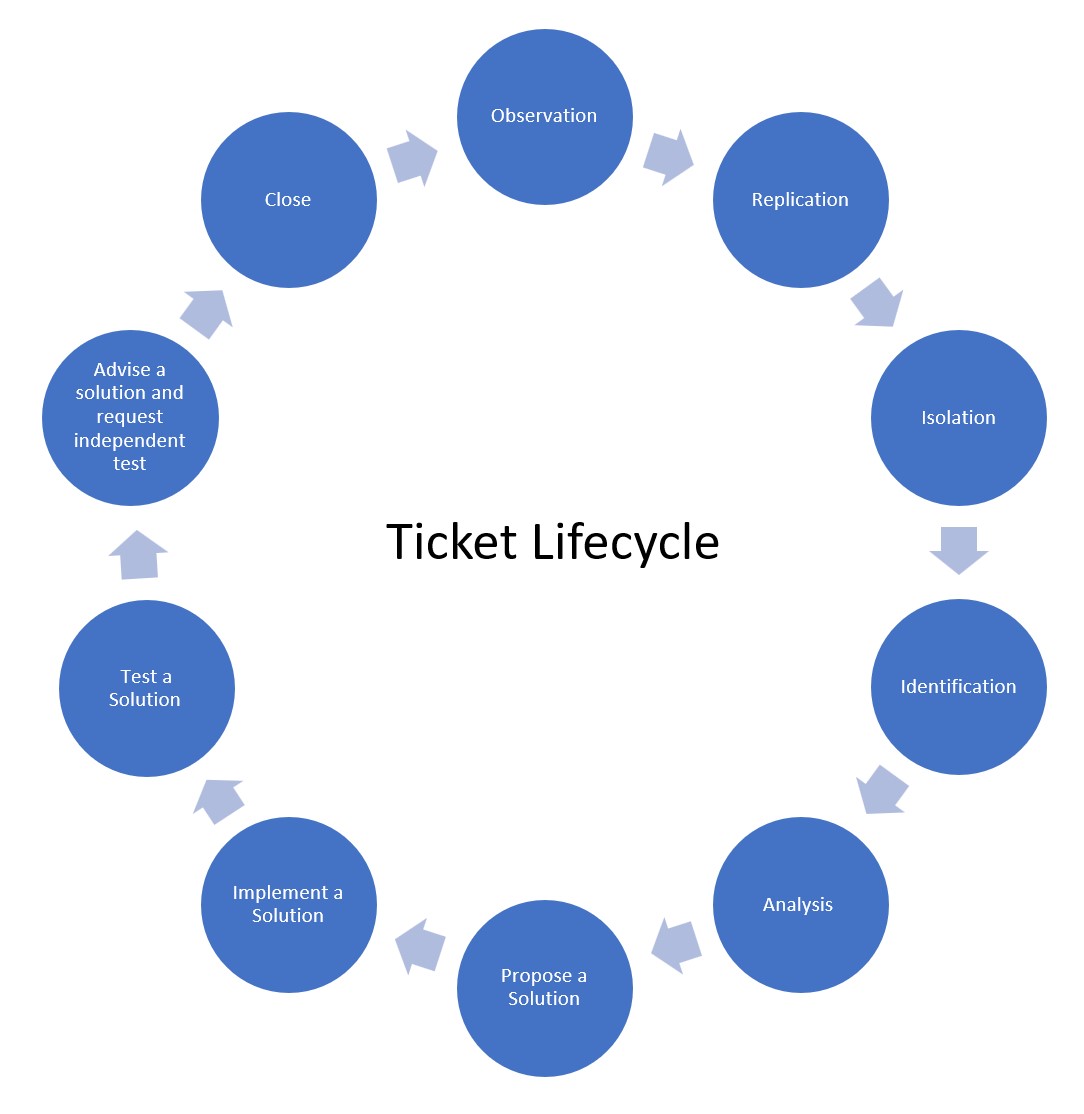 Observation
Replication
Isolation
Identification
Analysis
Propose a
Solution
Implement a
Solution
Test a
Solution
Advise a
solution and
request
independent
test
Close
Ticket Lifecycle